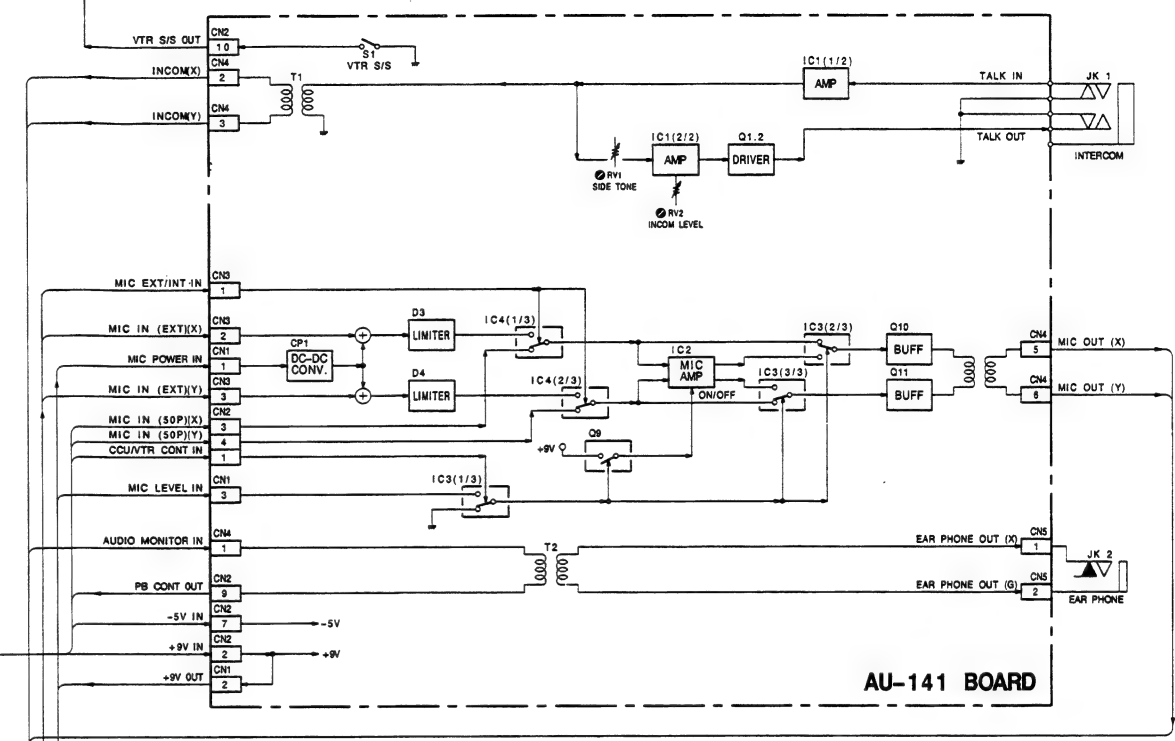 VTR S/S OUT
CN2
10
S1
VTR S/S
INCOM(X)
CN4
2
T1
INCOM(Y)
CN4
3
IC1(1/2)
AMP
TALK IN
JK 1
TALK OUT
INTERCOM
IC1(2/2)
AMP
Q1.2
DRIVER
RV1
SIDE TONE
RV2
INCOM LEVEL
MIC EXT/INT IN
CN3
1
MIC IN (EXT)(X)
CN3
2
MIC POWER IN
CN1
1
MIC IN (EXT)(Y)
CN3
3
MIC IN (50P)(X)
CN2
3
MIC IN (50P)(Y)
4
CCU/VTR CONT IN
1
MIC LEVEL IN
CN1
3
CP1
DC-DC
CONV.
D3
LIMITER
D4
LIMITER
IC4(1/3)
IC4(2/3)
IC2
MIC
AMP
ON/OFF
IC3(2/3)
IC3(3/3)
Q10
BUFF
Q11
BUFF
CN4
5
MIC OUT (X)
CN4
6
MIC OUT (Y)
+9V
Q9
IC3(1/3)
AUDIO MONITOR IN
CN4
1
T2
EAR PHONE OUT (X)
CN5
1
JK 2
PB CONT OUT
CN2
9
EAR PHONE OUT (G)
CN5
2
EAR PHONE
-5V IN
CN2
7
-5V
+9V IN
CN2
2
+9V
+9V OUT
CN1
2
AU-141 BOARD